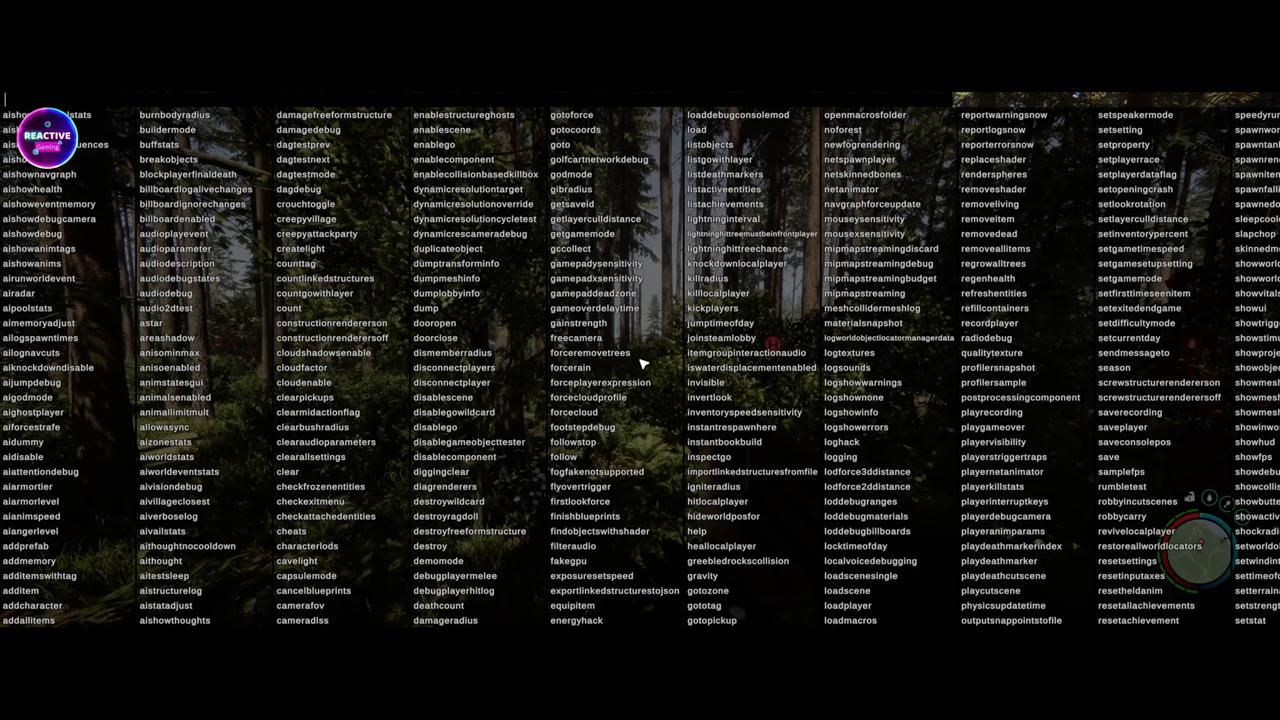 REACTIVE
Gaming
aishownavgraph
aishowhealth
aishoweventmemory
aishowdebugcamera
aishowdebug
aishowanimtags
aishowanims
airunworldevent
airadar
aipoolstats
aimemoryadjust
ailogspawntimes
ailognavcuts
aiknockdowndisable
aijumpdebug
aigodmode
aighostplayer
aiforcestrafe
aidummy
aidisable
aiattentiondebug
aiarmortier
aiarmorlevel
aianimspeed
aiangerlevel
addprefab
addmemory
additemswithtag
additem
addcharacter
addallitems
burnbodyradius
buildermode
buffstats
breakobjects
blockplayerfinaldeath
billboardlogalivechanges
billboardignorechanges
billboardenabled
audioplayevent
audioparameter
audiodescription
audiodebugstates
audiodebug
audio2dtest
astar
areashadow
anisominmax
anisoenabled
animstatesgui
animalsenabled
animallimitmult
allowasync
aizonestats
aiworldstats
aiworldeventstats
aivisiondebug
aivillageclosest
aiverboselog
aivailstats
aithoughtnocooldown
aithought
aitestsleep
aistructurelog
aistatadjust
aishowthoughts
damagefreeformstructure
damagedebug
dagtestprev
dagtestnext
dagtestmode
dagdebug
crouchtoggle
creepyvillage
creepyattackparty
createlight
counttag
countlinkedstructures
countgowithlayer
count
constructionrendererson
constructionrenderersoff
cloudshadowsenable
cloudfactor
cloudenable
clearpickups
clearmidactionflag
clearbushradius
clearaudioparameters
clearallsettings
clear
checkfrozenentities
checkexitmenu
checkattachedentities
cheats
characterlods
cavelight
capsulemode
cancelblueprints
camerafov
cameradlss
enablestructureghosts
enablescene
enablego
enablecomponent
enablecollisionbasedkillbox
dynamicresolutiontarget
dynamicresolutionoverride
dynamicresolutioncycletest
dynamicrescameradebug
duplicateobject
dumptransforminfo
dumpmeshinfo
dumplobbyinfo
dump
dooropen
doorclose
dismemberradius
disconnectplayers
disconnectplayer
disablescene
disablegowildcard
disablego
disablegameobjecttester
disablecomponent
diggingclear
diagrenderers
destroywildcard
destroyragdoll
destroyfreeformstructure
destroy
demomode
debugplayermelee
debugplayerhitlog
deathcount
damageradius
gotoforce
gotocoords
goto
golfcartnetworkdebug
godmode
gibradius
getsaveid
getlayerculldistance
getgamemode
gccollect
gamepadysensitivity
gamepadxsensitivity
gamepaddeadzone
gameoverdelaytime
gainstrength
freecamera
forceremovetrees
forcerain
forceplayerexpression
forcecloudprofile
forcecloud
footstepdebug
followstop
follow
fogfakenotsupported
flyovertrigger
firstlookforce
finishblueprints
findobjectswithshader
filteraudio
fakegpu
exposuresetspeed
exportlinkedstructurestojson
equipitem
energyhack
loaddebugconsolemod
load
listobjects
listgowithlayer
listdeathmarkers
listactiveentities
listachievements
lightninginterval
lightninghittreemustbeinfrontplayer
lightninghittreechance
knockdownlocalplayer
killradius
killlocalplayer
kickplayers
jumptimeofday
joinsteamlobby
itemgroupinteractionaudio
iswaterdisplacementenabled
invisible
invertlook
inventoryspeedsensitivity
instantrespawnhere
instantbookbuild
inspectgo
importlinkedstructuresfromfile
igniteradius
hitlocalplayer
hideworldposfor
help
heallocalplayer
greebledrockscollision
gravity
gotozone
gototag
gotopickup
openmacrosfolder
noforest
newfogrendering
netspawnplayer
netskinnedbones
netanimator
navgraphforceupdate
mouseysensitivity
mousexsensitivity
mipmapstreamingdiscard
mipmapstreamingdebug
mipmapstreamingbudget
mipmapstreaming
meshcollidermeshlog
materialsnapshot
logworldobjectlocatormanagerdata
logtextures
logsounds
logshowwarnings
logshownone
logshowinfo
logshowerrors
loghack
logging
lodforce3ddistance
lodforce2ddistance
loddebugranges
loddebugmaterials
loddebugbillboards
locktimeofday
localvoicedebugging
loadscenesingle
loadscene
loadplayer
loadmacros
reportwarningsnow
reportlogsnow
reporterrorsnow
replaceshader
renderspheres
removeshader
removeliving
removeitem
removedead
removeallitems
regrowalltrees
regenhealth
refreshentities
refillcontainers
recordplayer
radiodebug
qualitytexture
profilersnapshot
profilersample
postprocessingcomponent
playrecording
playgameover
playervisibility
playerstriggertraps
playernetanimator
playerkillstats
playerinterruptkeys
playerdebugcamera
playeranimparams
playdeathmarkerindex
playdeathmarker
playdeathcutscene
playcutscene
physicsupdatetime
outputsnappointstofile
setspeakermode
setsetting
setproperty
setplayerrace
setplayerdataflag
setopeningcrash
setlookrotation
setlayerculldistance
setinventorypercent
setgametimespeed
setgamesetupsetting
setgamemode
setfirsttimeseenitem
setexitedendgame
setdifficultymode
setcurrentday
sendmessageto
season
screwstructurerendererson
screwstructurerenderersoff
saverecording
saveplayer
saveconsolepos
save
samplefps
rumbletest
robbyincutscenes
robbycarry
revivelocalplayer
restoreallworldlocators
resetsettings
resetinputaxes
resetheldanim
resetallachievements
resetachievement
showui
showhud
showfps
setstat